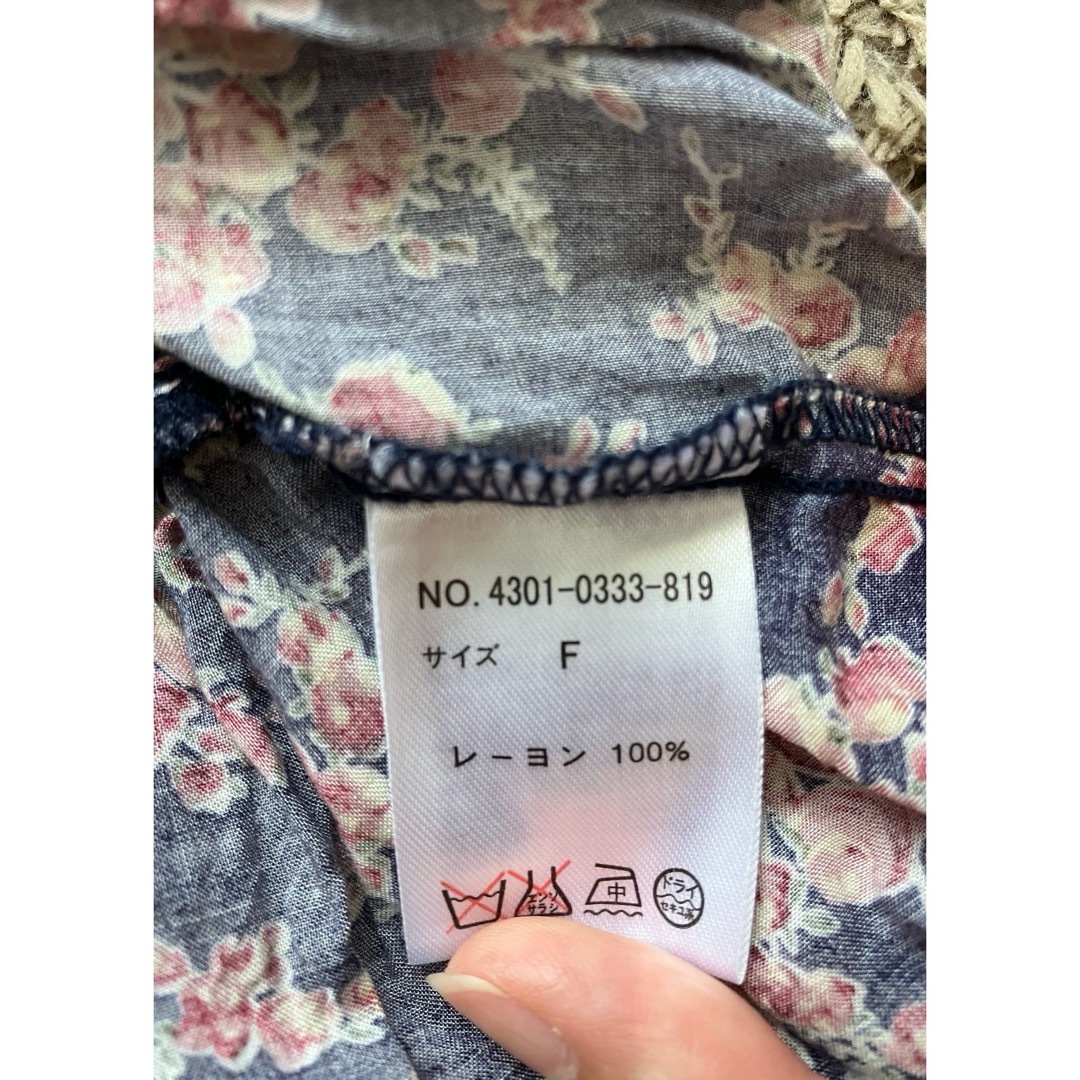 NO. 4301-0333-819
サイズ F
レーヨン 100%
エンソ
サラシ
中
ドライ
セキユ系